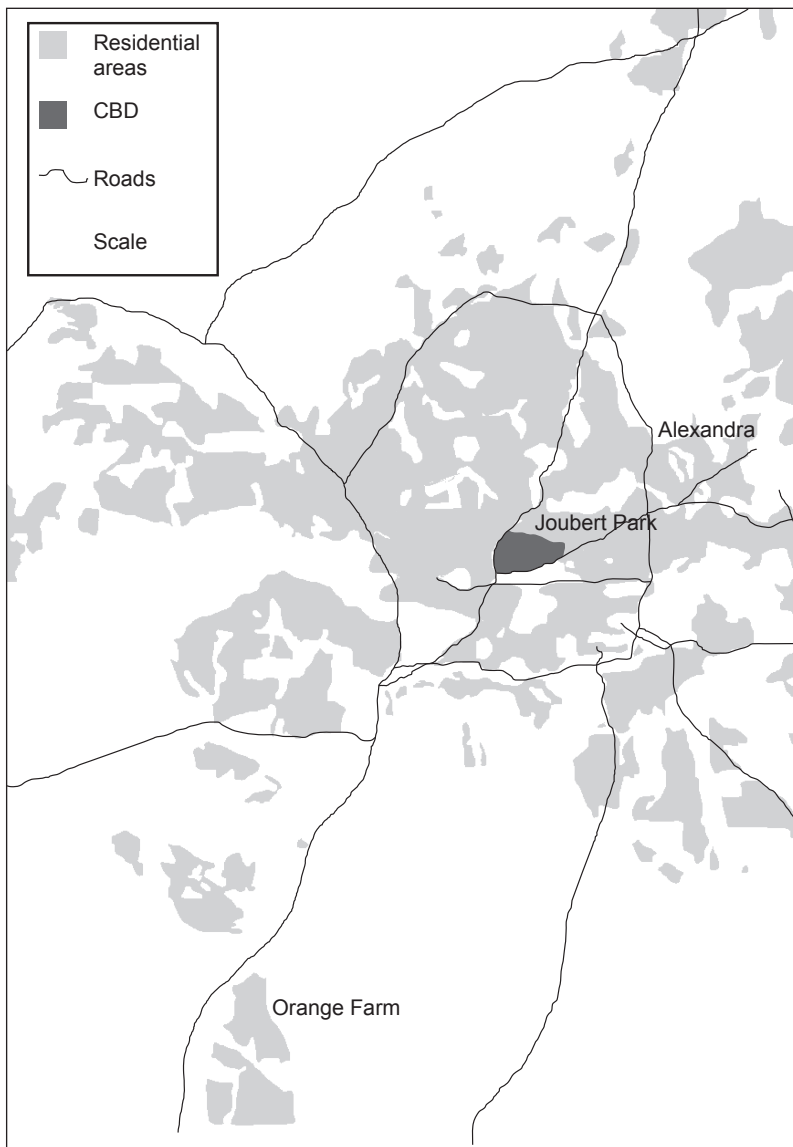 Residential
areas
CBD
Roads
Scale
Alexandra
Joubert Park
Orange Farm